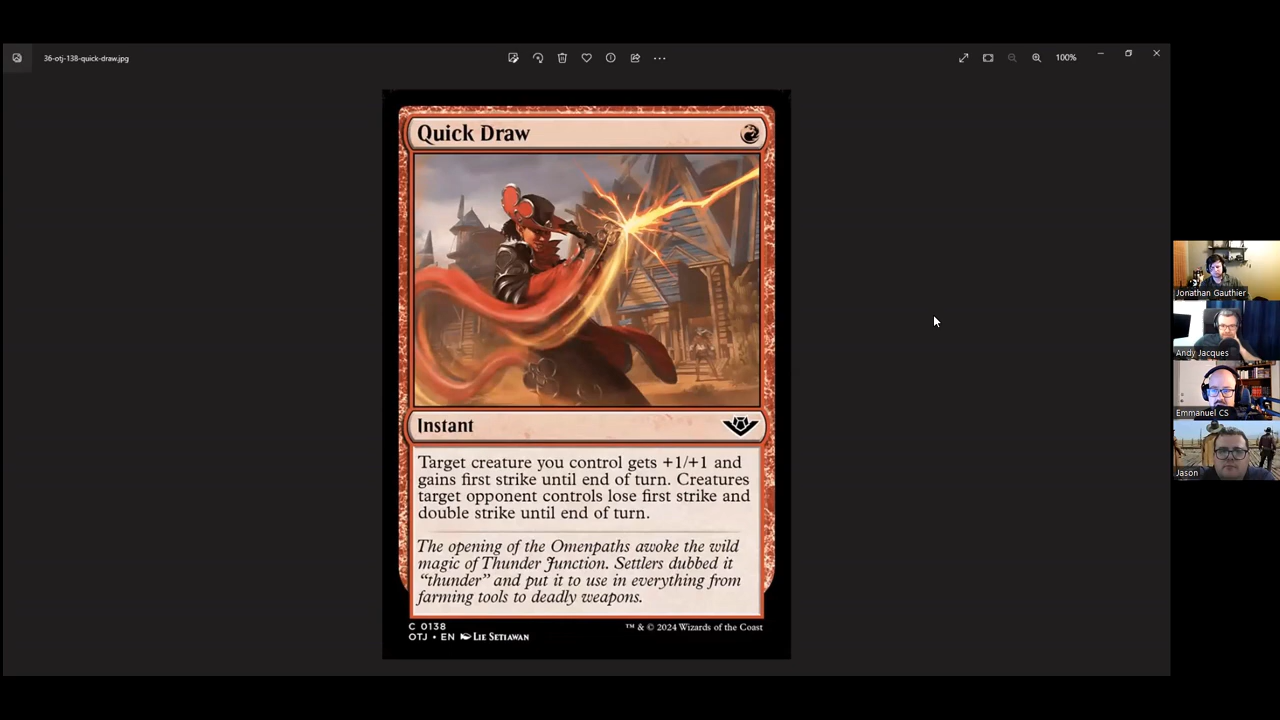 36-otj-138-quick-draw.jpg
100%
Quick Draw
Instant
Target creature you control gets +1/+1 and
gains first strike until end of turn. Creatures
target opponent controls lose first strike and
double strike until end of turn.
The opening of the Omenpaths awoke the wild
magic of Thunder Junction. Settlers dubbed it
“thunder” and put it to use in everything from
farming tools to deadly weapons.
C 0138
OTJ • EN Lie Setiawan
™ & © 2024 Wizards of the Coast
Jonathan Gauthier
Andy Jacques
Emmanuel CS
Jason